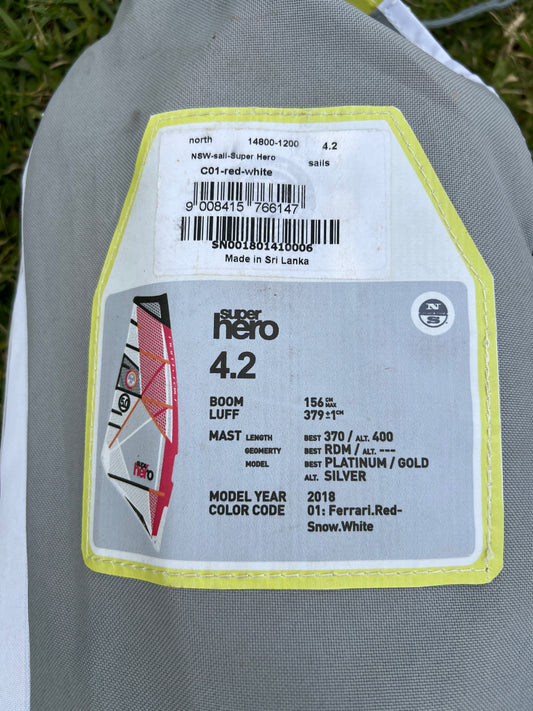 north 14800-1200 4.2
NSW-sail-Super Hero sails
C01-red-white
9 008415 766147
SN001801410006
Made in Sri Lanka
super
hero
N
S
4.2
BOOM 156 CM MAX
LUFF 379 ±1 CM
MAST LENGTH BEST 370 / ALT. 400
GEOMERTY BEST RDM / ALT. ---
MODEL BEST PLATINUM / GOLD
ALT. SILVER
MODEL YEAR 2018
COLOR CODE 01: Ferrari.Red-
Snow.White
super
hero